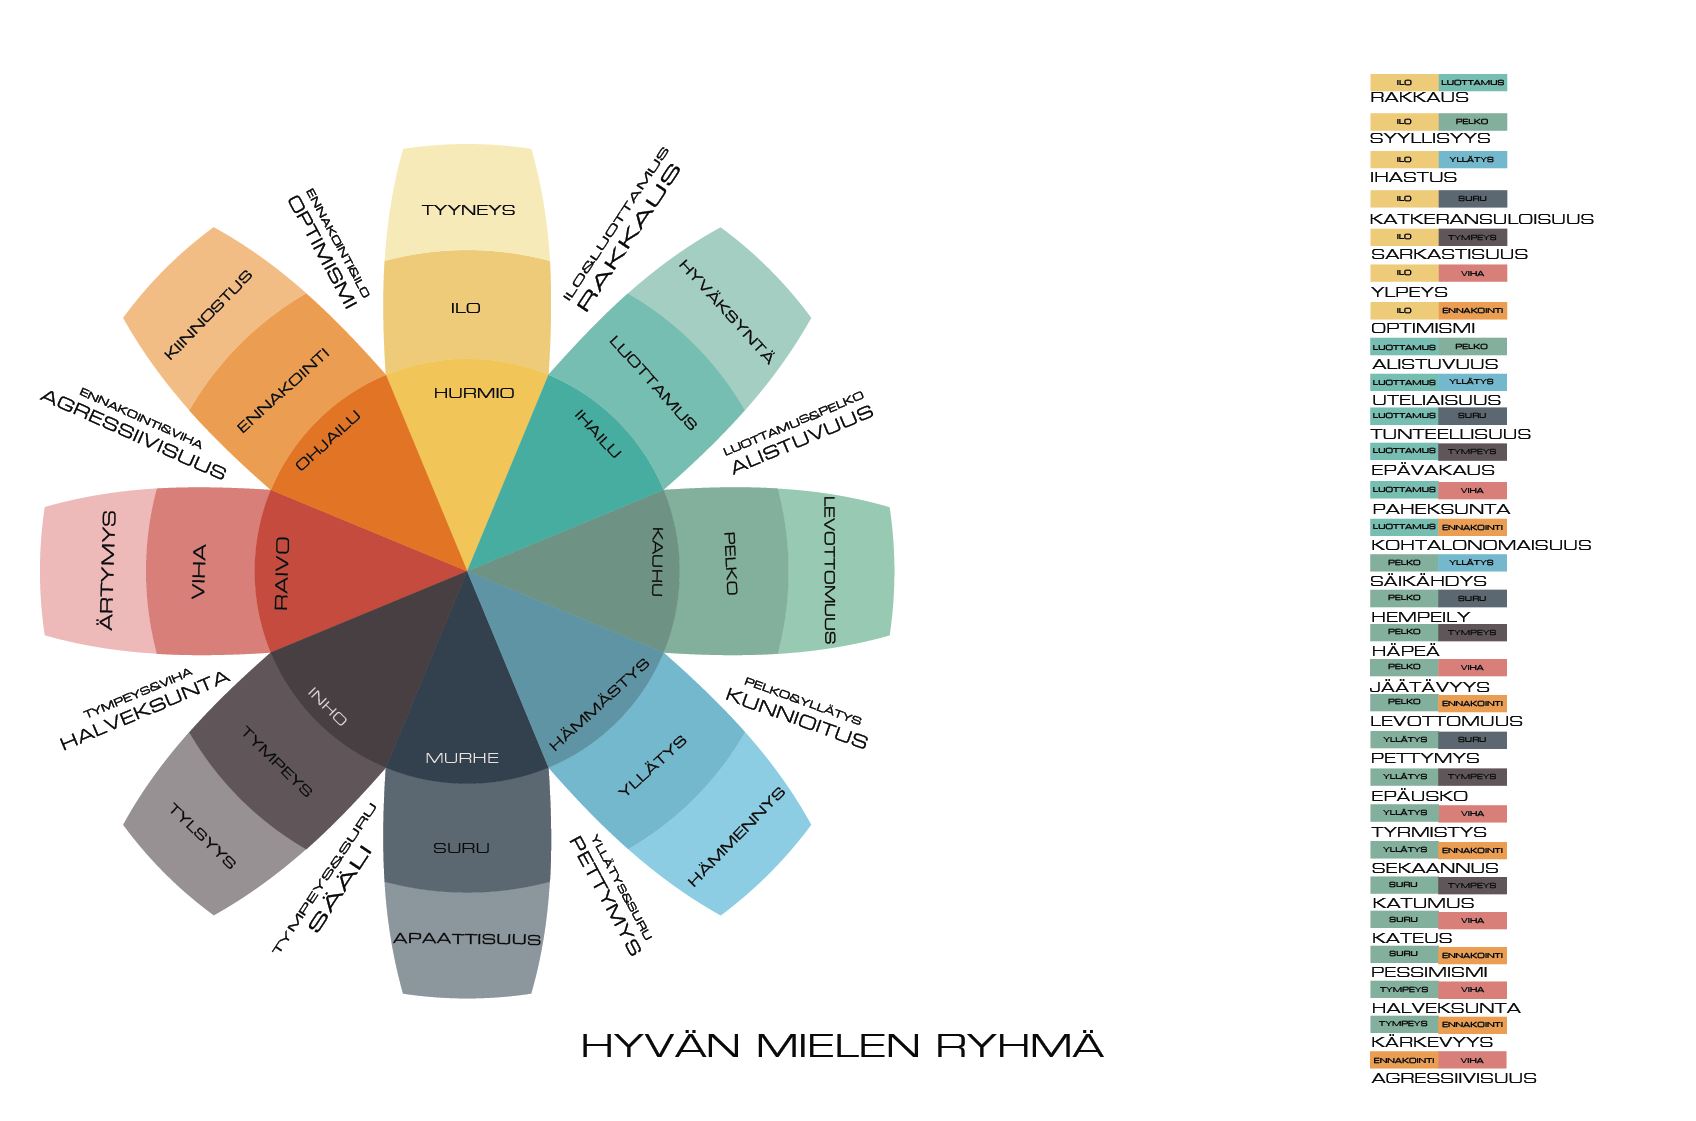 TYYNEYS
ILO
HURMIO
ILO&LUOTTAMUS
RAKKAUS
HYVÄKSYNTÄ
LUOTTAMUS
IHAILU
LUOTTAMUS&PELKO
ALISTUVUUS
LEVOTTOMUUS
PELKO
KAUHU
PELKO&YLLÄTYS
KUNNIOITUS
HÄMMÄSTYS
YLLÄTYS
HÄMMENNYS
YLLÄTYS&SURU
PETTYMYS
MURHE
SURU
APAATTISUUS
TYMPEYS&SURU
SÄÄLI
INHO
TYMPEYS
TYLSYYS
TYMPEYS&VIHA
HALVEKSUNTA
RAIVO
VIHA
ÄRTYMYS
ENNAKOINTI&VIHA
AGRESSIIVISUUS
OHJAILU
ENNAKOINTI
KIINNOSTUS
ENNAKOINTI&ILO
OPTIMISMI
HYVÄN MIELEN RYHMÄ
ILO LUOTTAMUS
RAKKAUS
ILO PELKO
SYYLLISYYS
ILO YLLÄTYS
IHASTUS
ILO SURU
KATKERANSULOISUUS
ILO TYMPEYS
SARKASTISUUS
ILO VIHA
YLPEYS
ILO ENNAKOINTI
OPTIMISMI
LUOTTAMUS PELKO
ALISTUVUUS
LUOTTAMUS YLLÄTYS
UTELIAISUUS
LUOTTAMUS SURU
TUNTEELLISUUS
LUOTTAMUS TYMPEYS
EPÄVAKAUS
LUOTTAMUS VIHA
PAHEKSUNTA
LUOTTAMUS ENNAKOINTI
KOHTALONOMAISUUS
PELKO YLLÄTYS
SÄIKÄHDYS
PELKO SURU
HEMPEILY
PELKO TYMPEYS
HÄPEÄ
PELKO VIHA
JÄÄTÄVYYS
PELKO ENNAKOINTI
LEVOTTOMUUS
YLLÄTYS SURU
PETTYMYS
YLLÄTYS TYMPEYS
EPÄUSKO
YLLÄTYS VIHA
TYRMISTYS
YLLÄTYS ENNAKOINTI
SEKAANNUS
SURU TYMPEYS
KATUMUS
SURU VIHA
KATEUS
SURU ENNAKOINTI
PESSIMISMI
TYMPEYS VIHA
HALVEKSUNTA
TYMPEYS ENNAKOINTI
KÄRKEVYYS
ENNAKOINTI VIHA
AGRESSIIVISUUS